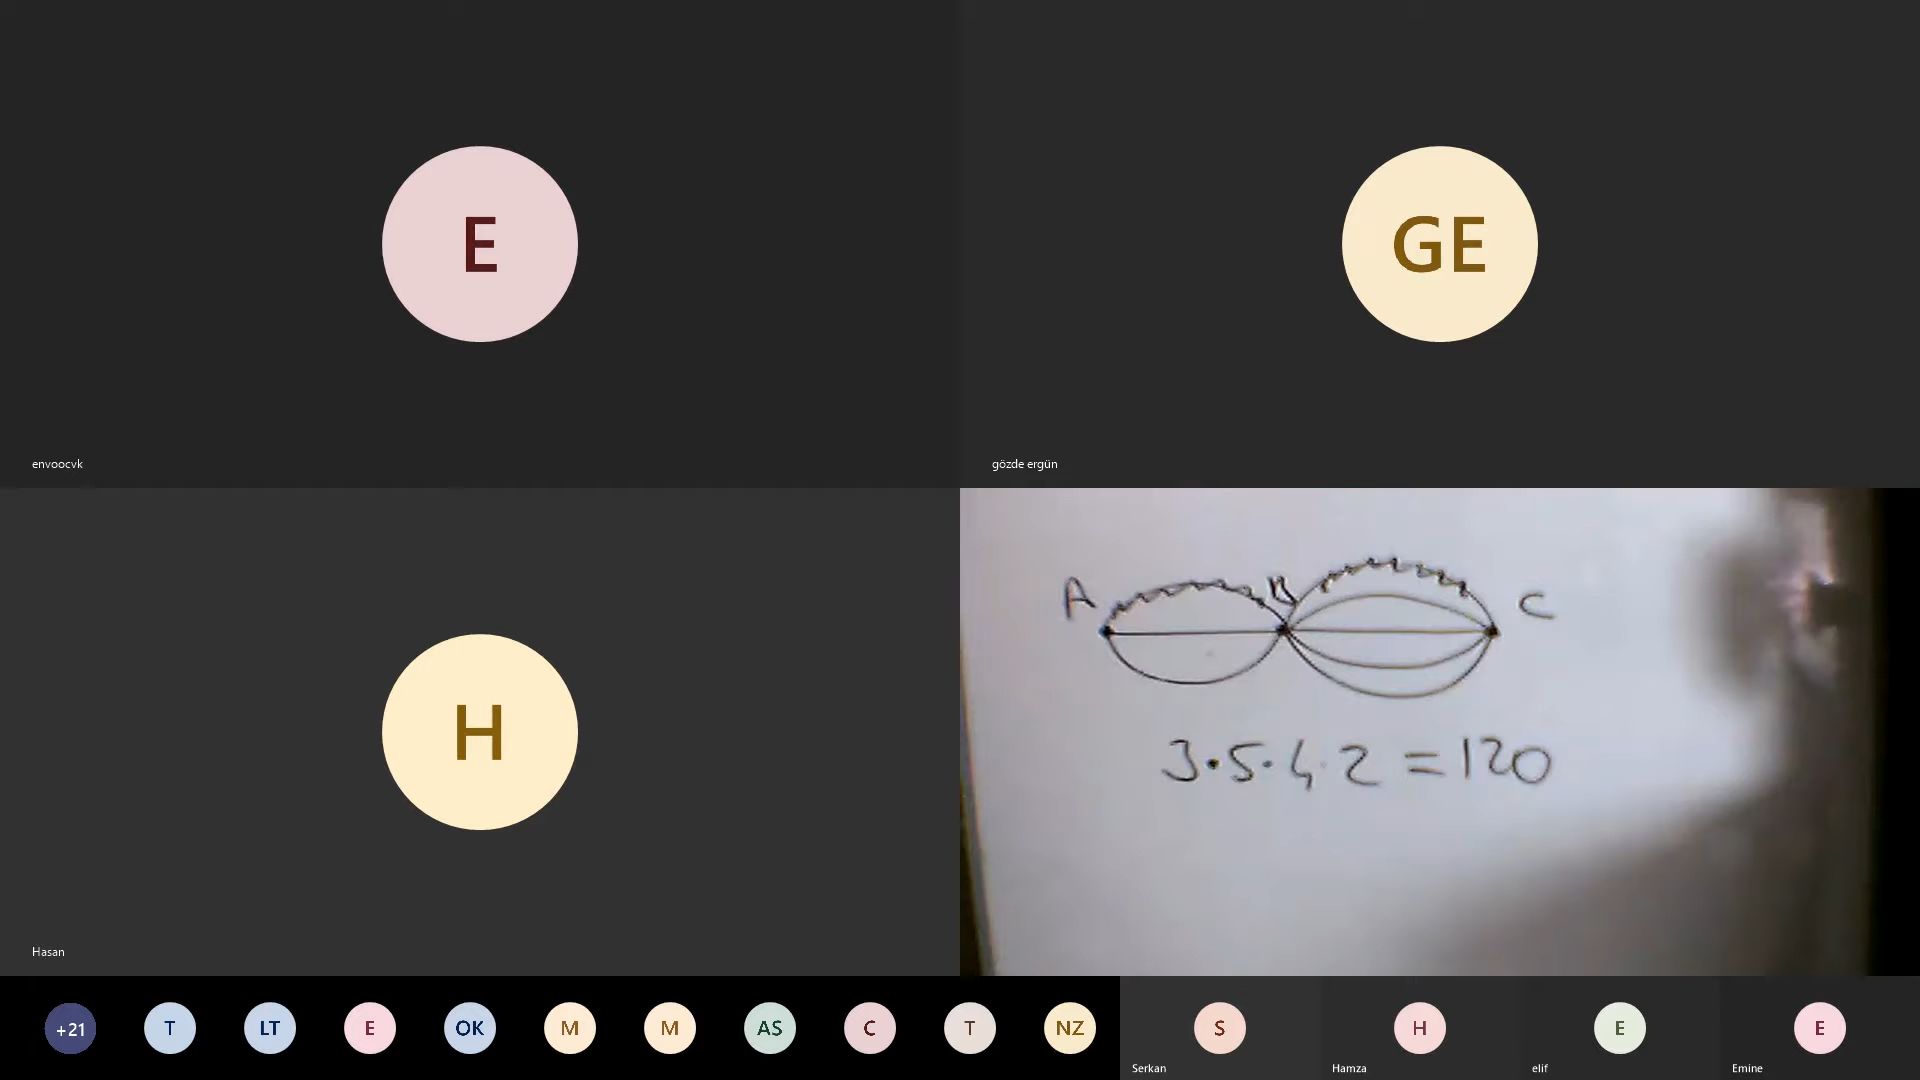 E
envoocvk
GE
gözde ergün
H
Hasan
A B C
3·5·4·2=120
+21 T LT E OK M M AS C T NZ S H E E
Serkan Hamza elif Emine